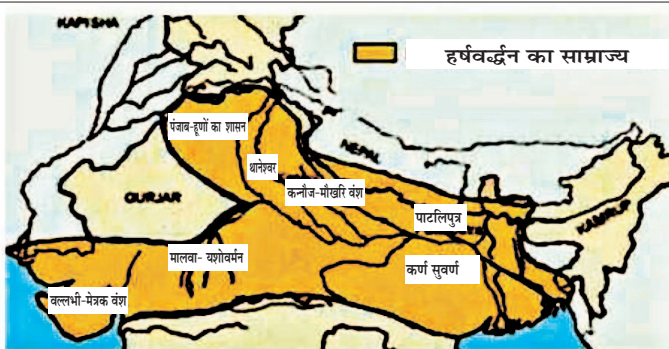 KAPISHA
हर्षवर्द्धन का साम्राज्य
पंजाब-हूणों का शासन
NEPAL
थानेश्वर
GURJAR
कन्नौज-मौखरि वंश
पाटलिपुत्र
KAMRUP
मालवा- यशोवर्मन
कर्ण सुवर्ण
वल्लभी-मेत्रक वंश